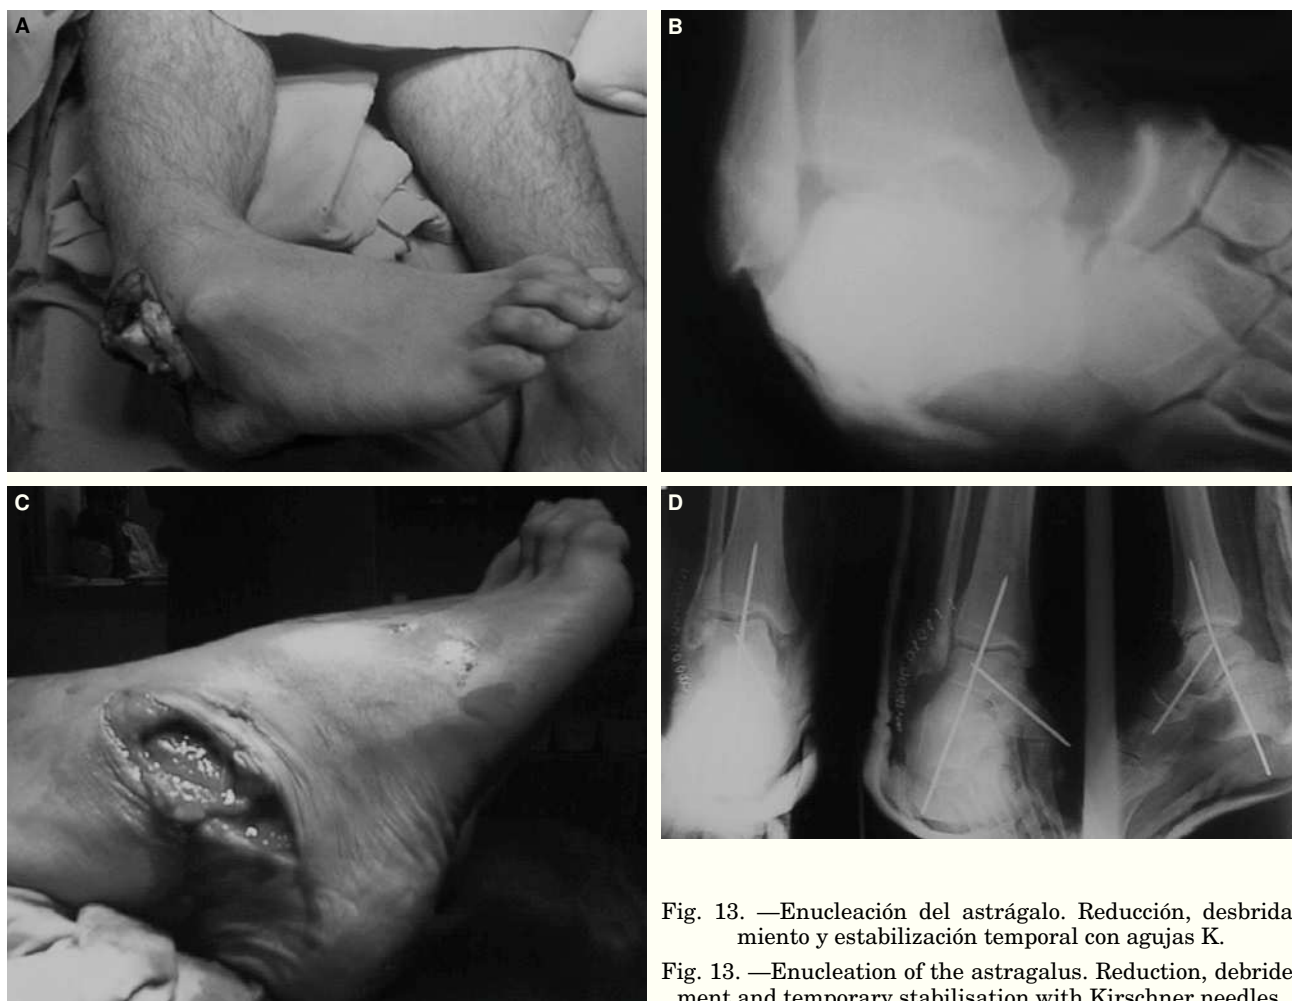 A
B
C
D
Fig. 13. —Enucleación del astrágalo. Reducción, desbrida
miento y estabilización temporal con agujas K.
Fig. 13. —Enucleation of the astragalus. Reduction, debride
ment and temporary stabilisation with Kirschner needles